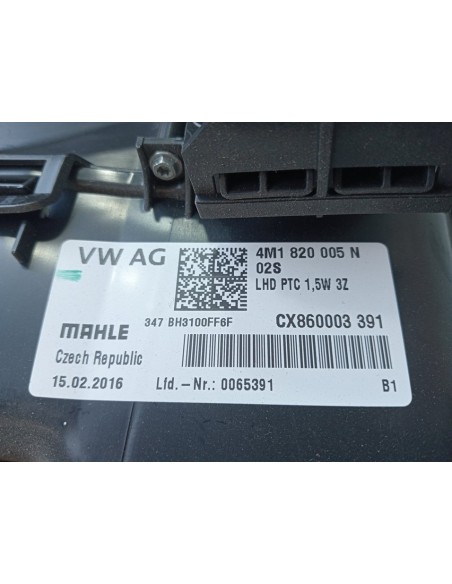 VW AG
4M1 820 005 N
02S
LHD PTC 1,5W 3Z
MAHLE
347 BH3100FF6F
CX860003 391
Czech Republic
15.02.2016
Lfd.-Nr.: 0065391
B1